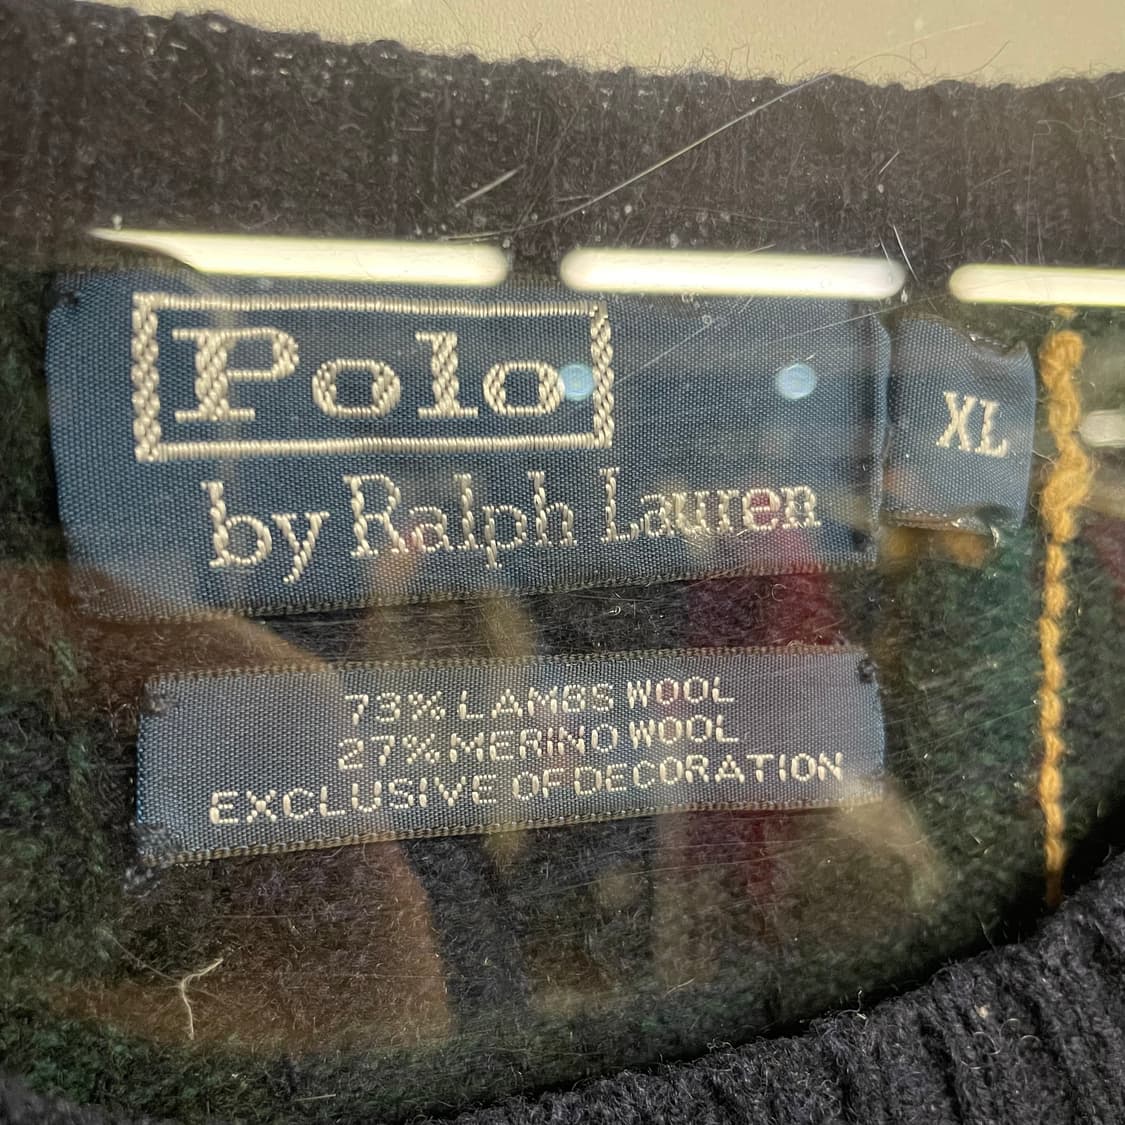 Polo
by Ralph Lauren
XL
73% LAMBS WOOL
27% MERINO WOOL
EXCLUSIVE OF DECORATION